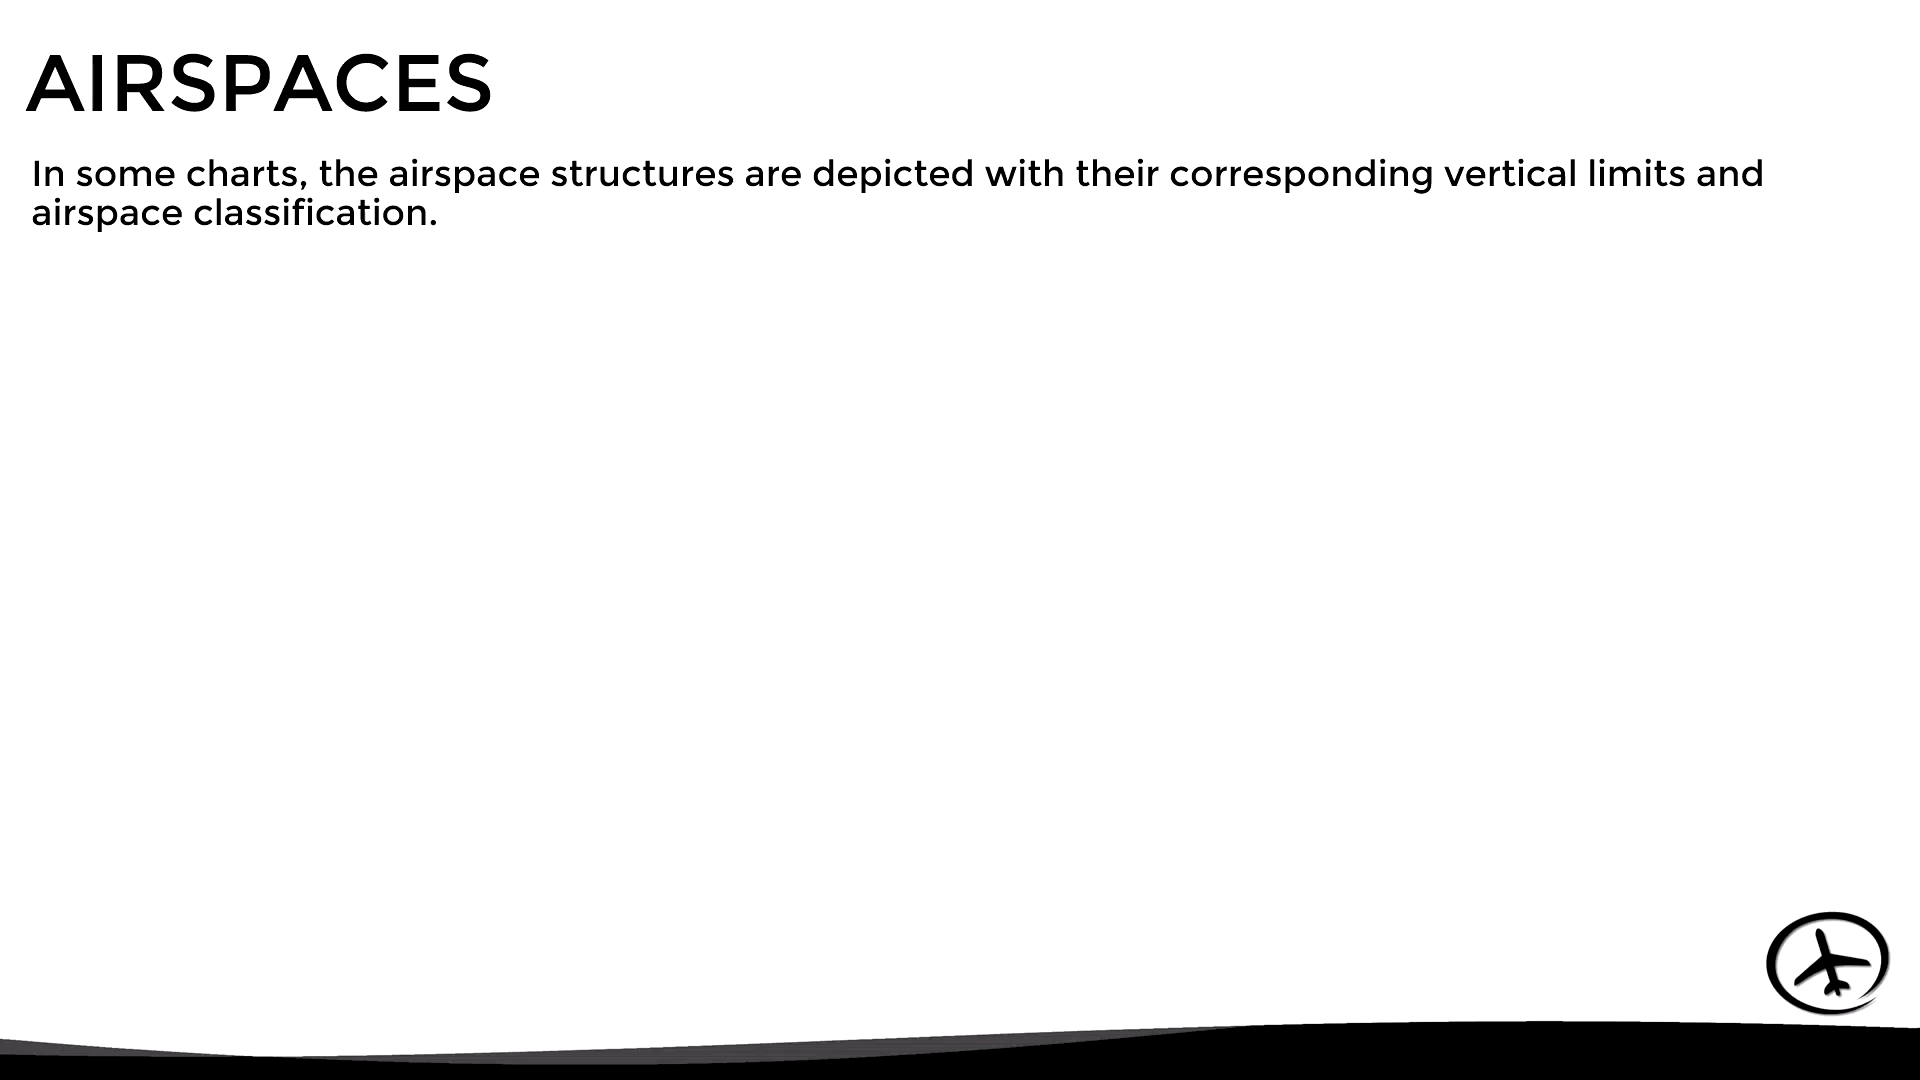 AIRSPACES
In some charts, the airspace structures are depicted with their corresponding vertical limits and
airspace classification.